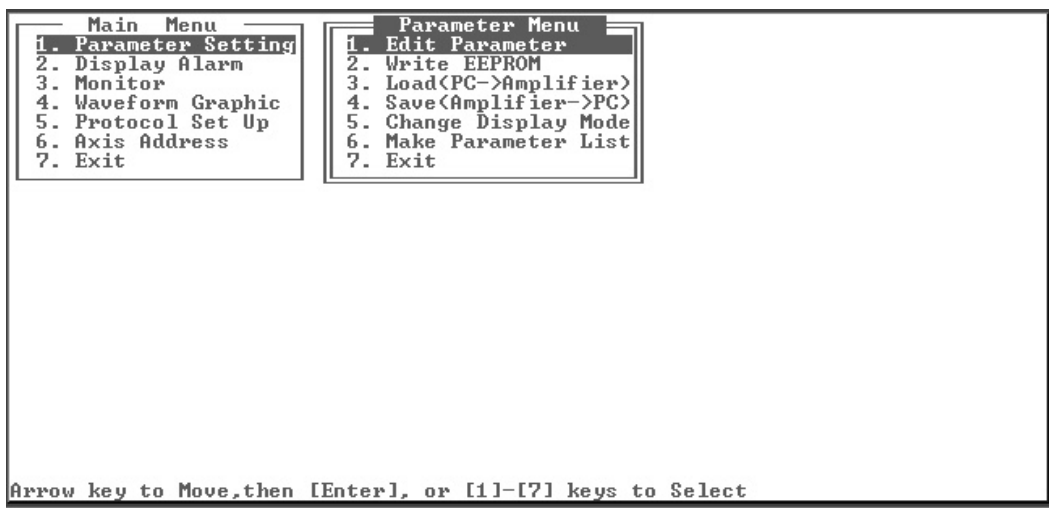 Main Menu
1. Parameter Setting
2. Display Alarm
3. Monitor
4. Waveform Graphic
5. Protocol Set Up
6. Axis Address
7. Exit
Parameter Menu
1. Edit Parameter
2. Write EEPROM
3. Load(PC->Amplifier)
4. Save(Amplifier->PC)
5. Change Display Mode
6. Make Parameter List
7. Exit
Arrow key to Move,then [Enter], or [1]-[7] keys to Select